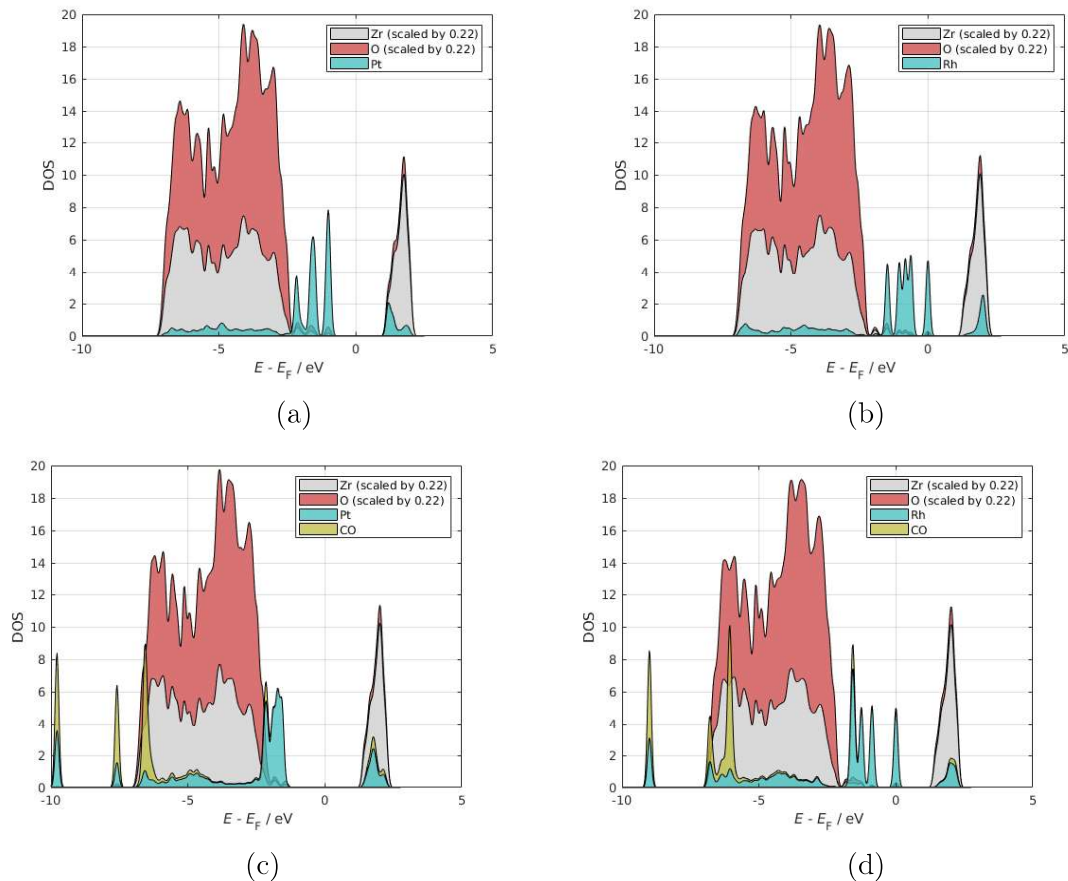 20
18
16
14
12
10
8
6
4
2
0
DOS
-10
-5
0
5
E - E_F / eV
Zr (scaled by 0.22)
O (scaled by 0.22)
Pt
(a)
20
18
16
14
12
10
8
6
4
2
0
DOS
-10
-5
0
5
E - E_F / eV
Zr (scaled by 0.22)
O (scaled by 0.22)
Rh
(b)
20
18
16
14
12
10
8
6
4
2
0
DOS
-10
-5
0
5
E - E_F / eV
Zr (scaled by 0.22)
O (scaled by 0.22)
Pt
CO
(c)
20
18
16
14
12
10
8
6
4
2
0
DOS
-10
-5
0
5
E - E_F / eV
Zr (scaled by 0.22)
O (scaled by 0.22)
Rh
CO
(d)